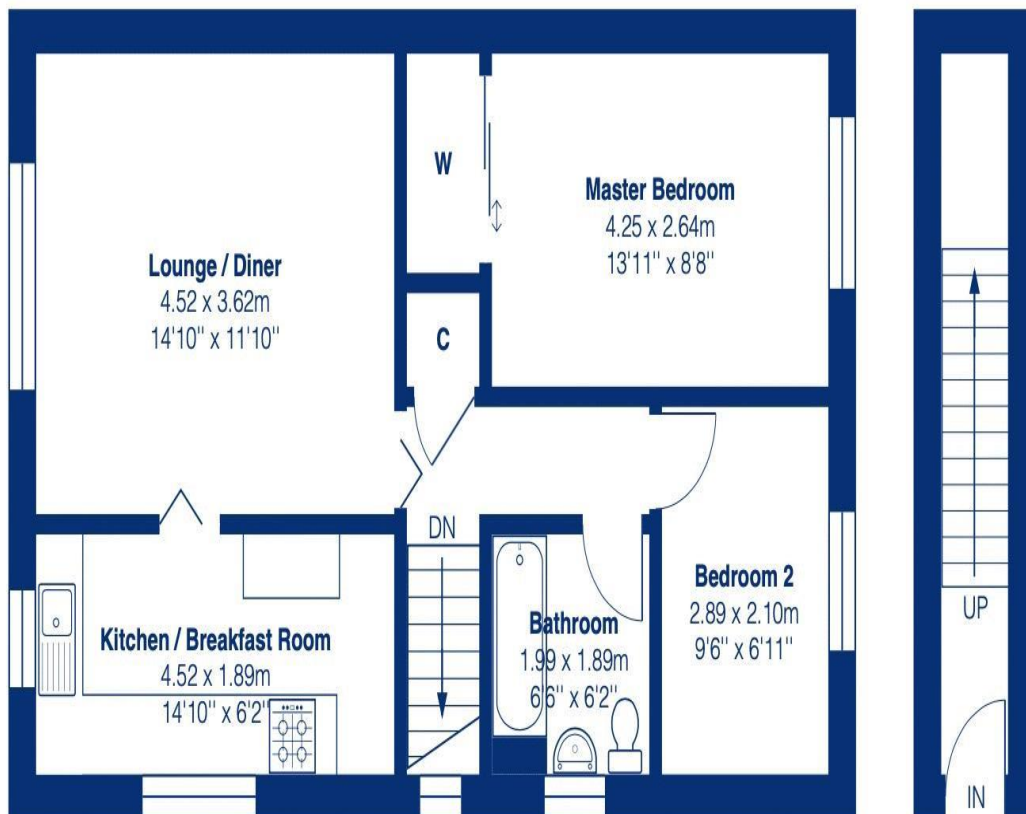 W
Master Bedroom
4.25 x 2.64m
13'11" x 8'8"
Lounge / Diner
4.52 x 3.62m
14'10" x 11'10"
C
DN
Kitchen / Breakfast Room
4.52 x 1.89m
14'10" x 6'2"
Bathroom
1.99 x 1.89m
6'6" x 6'2"
Bedroom 2
2.89 x 2.10m
9'6" x 6'11"
UP
IN